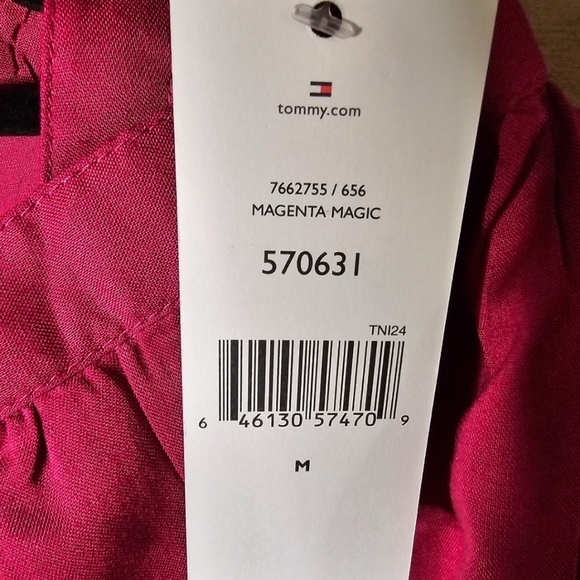 tommy.com
7662755 / 656
MAGENTA MAGIC
570631
TNI24
6 46130 57470 9
M